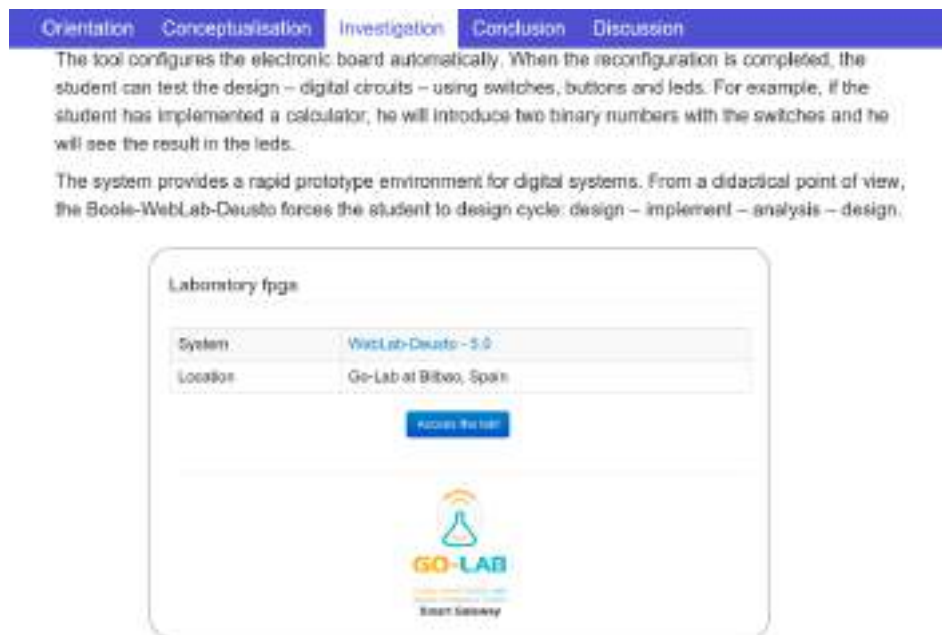 Orientation Conceptualisation Investigation Conclusion Discussion
The tool configures the electronic board automatically. When the reconfiguration is completed, the
student can test the design – digital circuits – using switches, buttons and leds. For example, if the
student has implemented a calculator, he will introduce two binary numbers with the switches and he
will see the result in the leds.
The system provides a rapid prototype environment for digital systems. From a didactical point of view,
the Boole-WebLab-Deusto forces the student to design cycle: design – implement – analysis – design.
Laboratory fpga
System WebLab-Deusto - 5.0
Location Go-Lab at Bilbao, Spain
Access the lab!
GO-LAB
Smart Gateway